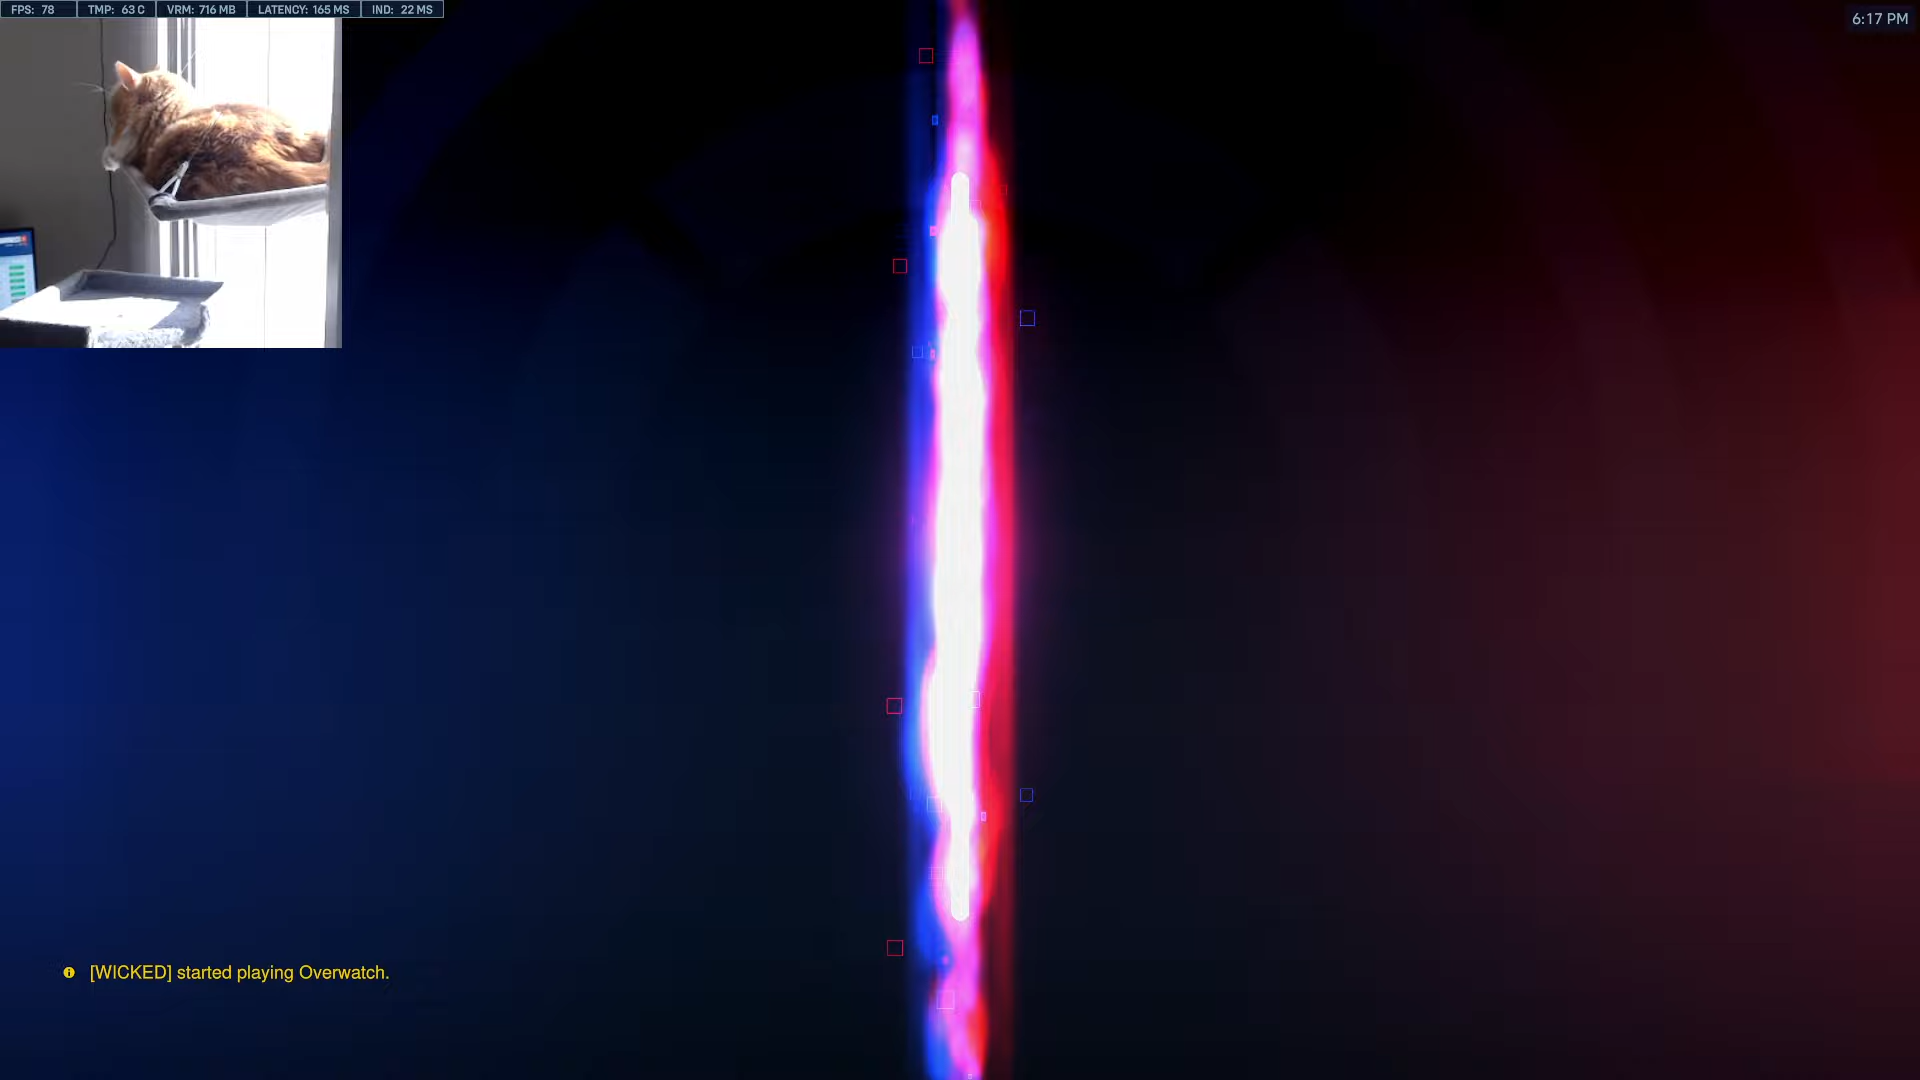 FPS: 78 TMP: 63 C VRM: 716 MB LATENCY: 165 MS IND: 22 MS
6:17 PM
[WICKED] started playing Overwatch.